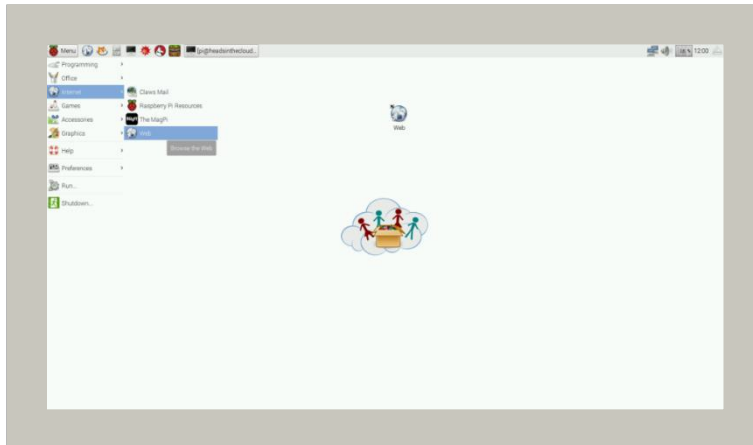 Menu [pi@headsinthecloud... 12:00
Programming
Office
Internet
Games
Accessories
Graphics
Help
Preferences
Run...
Shutdown...
Claws Mail
Raspberry Pi Resources
MagPi The MagPi
Web
Browse the Web
Web